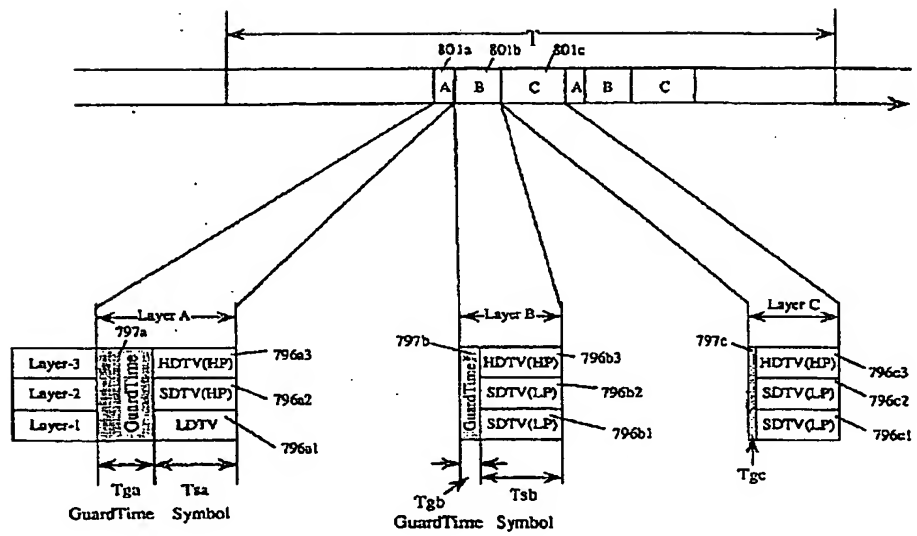 T
801a 801b 801c
A B C A B C
Layer A
Layer B
Layer C
797a
797b
797c
Layer-3
Layer-2
Layer-1
GuardTime
HDTV(HP)
SDTV(HP)
LDTV
796a3
796a2
796a1
GuardTime
HDTV(HP)
SDTV(LP)
SDTV(LP)
796b3
796b2
796b1
HDTV(HP)
SDTV(LP)
SDTV(LP)
796c3
796c2
796c1
Tga Tsa
GuardTime Symbol
Tgb Tsb
GuardTime Symbol
Tgc